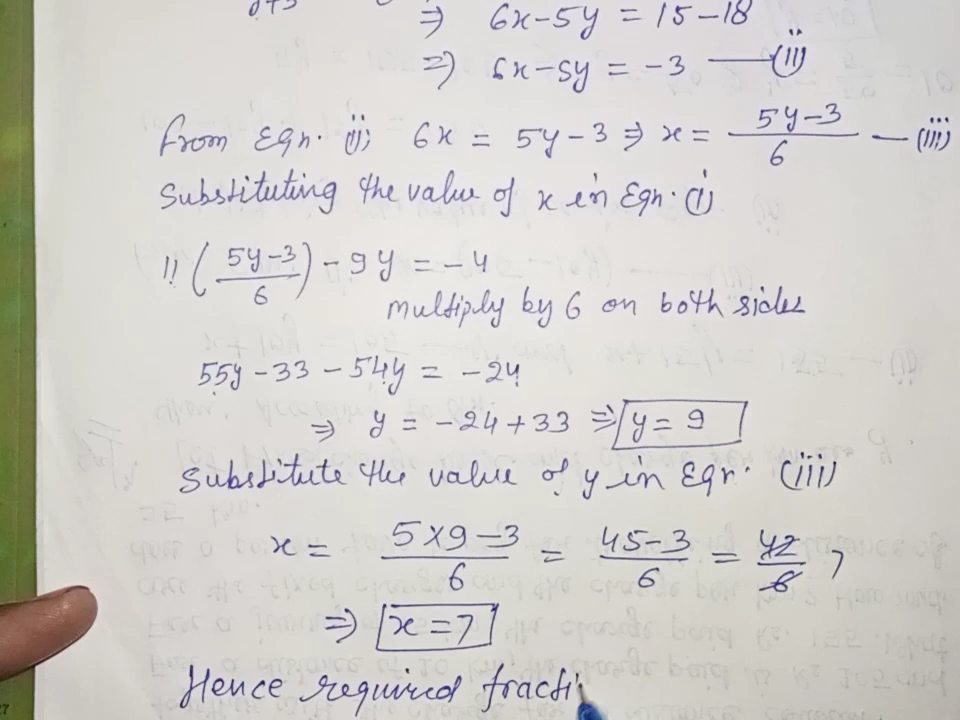 y+3
⇒ 6x-5y = 15-18
⇒ 6x-5y = -3 —(ii)
from Eqn. (ii) 6x = 5y-3 ⇒ x = (5y-3)/6 — (iii)
Substituting the value of x in Eqn. (i)
11 ( (5y-3)/6 ) - 9y = -4
multiply by 6 on both sides
55y - 33 - 54y = -24
⇒ y = -24+33 ⇒ y = 9
Substitute the value of y in Eqn. (iii)
x = (5×9-3)/6 = (45-3)/6 = 42/6 7
⇒ x = 7
Hence required fracti